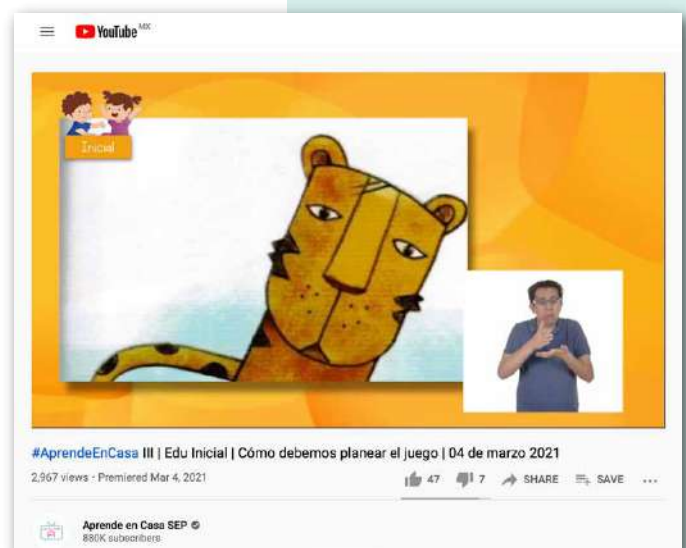 YouTube MX
Inicial
#AprendeEnCasa III | Edu Inicial | Cómo debemos planear el juego | 04 de marzo 2021
2,967 views · Premiered Mar 4, 2021
47 7 SHARE SAVE ...
Aprende en Casa SEP
880K subscribers